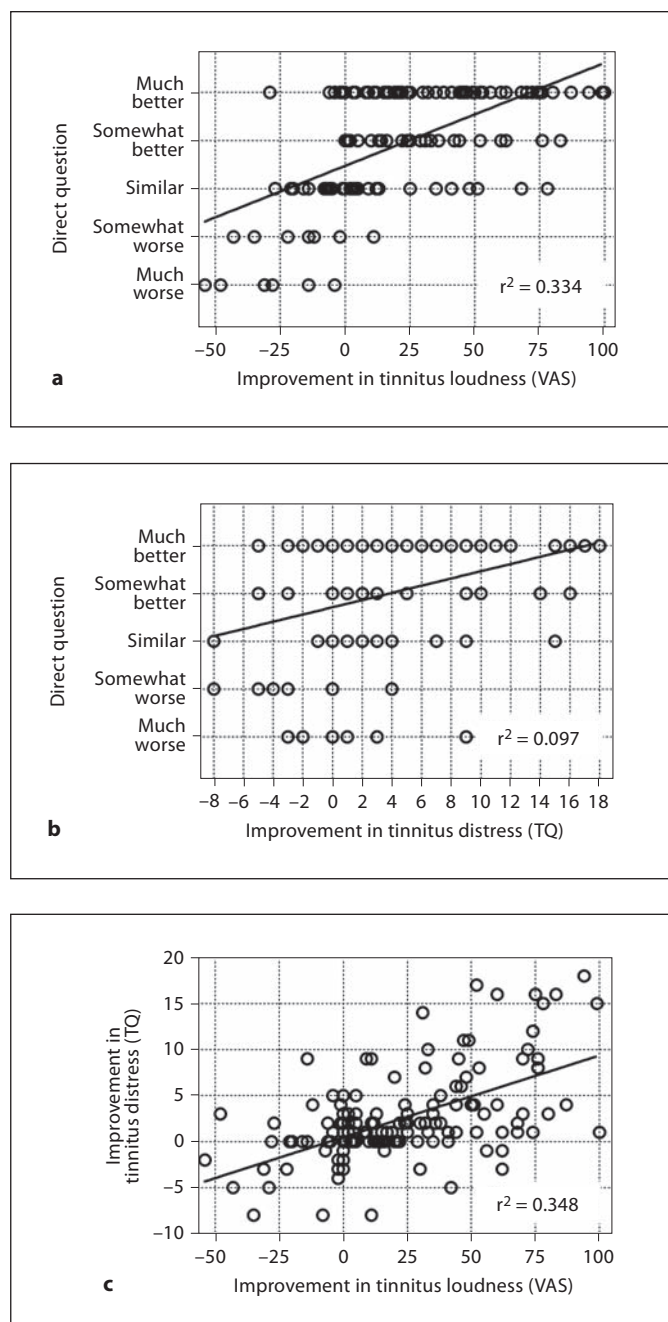 Much
better
Somewhat
better
Similar
Somewhat
worse
Much
worse
Direct question
r² = 0.334
–50 –25 0 25 50 75 100
a
Improvement in tinnitus loudness (VAS)
Much
better
Somewhat
better
Similar
Somewhat
worse
Much
worse
Direct question
r² = 0.097
–8 –6 –4 –2 0 2 4 6 8 10 12 14 16 18
b
Improvement in tinnitus distress (TQ)
20
15
10
5
0
–5
–10
Improvement in
tinnitus distress (TQ)
r² = 0.348
–50 –25 0 25 50 75 100
c
Improvement in tinnitus loudness (VAS)